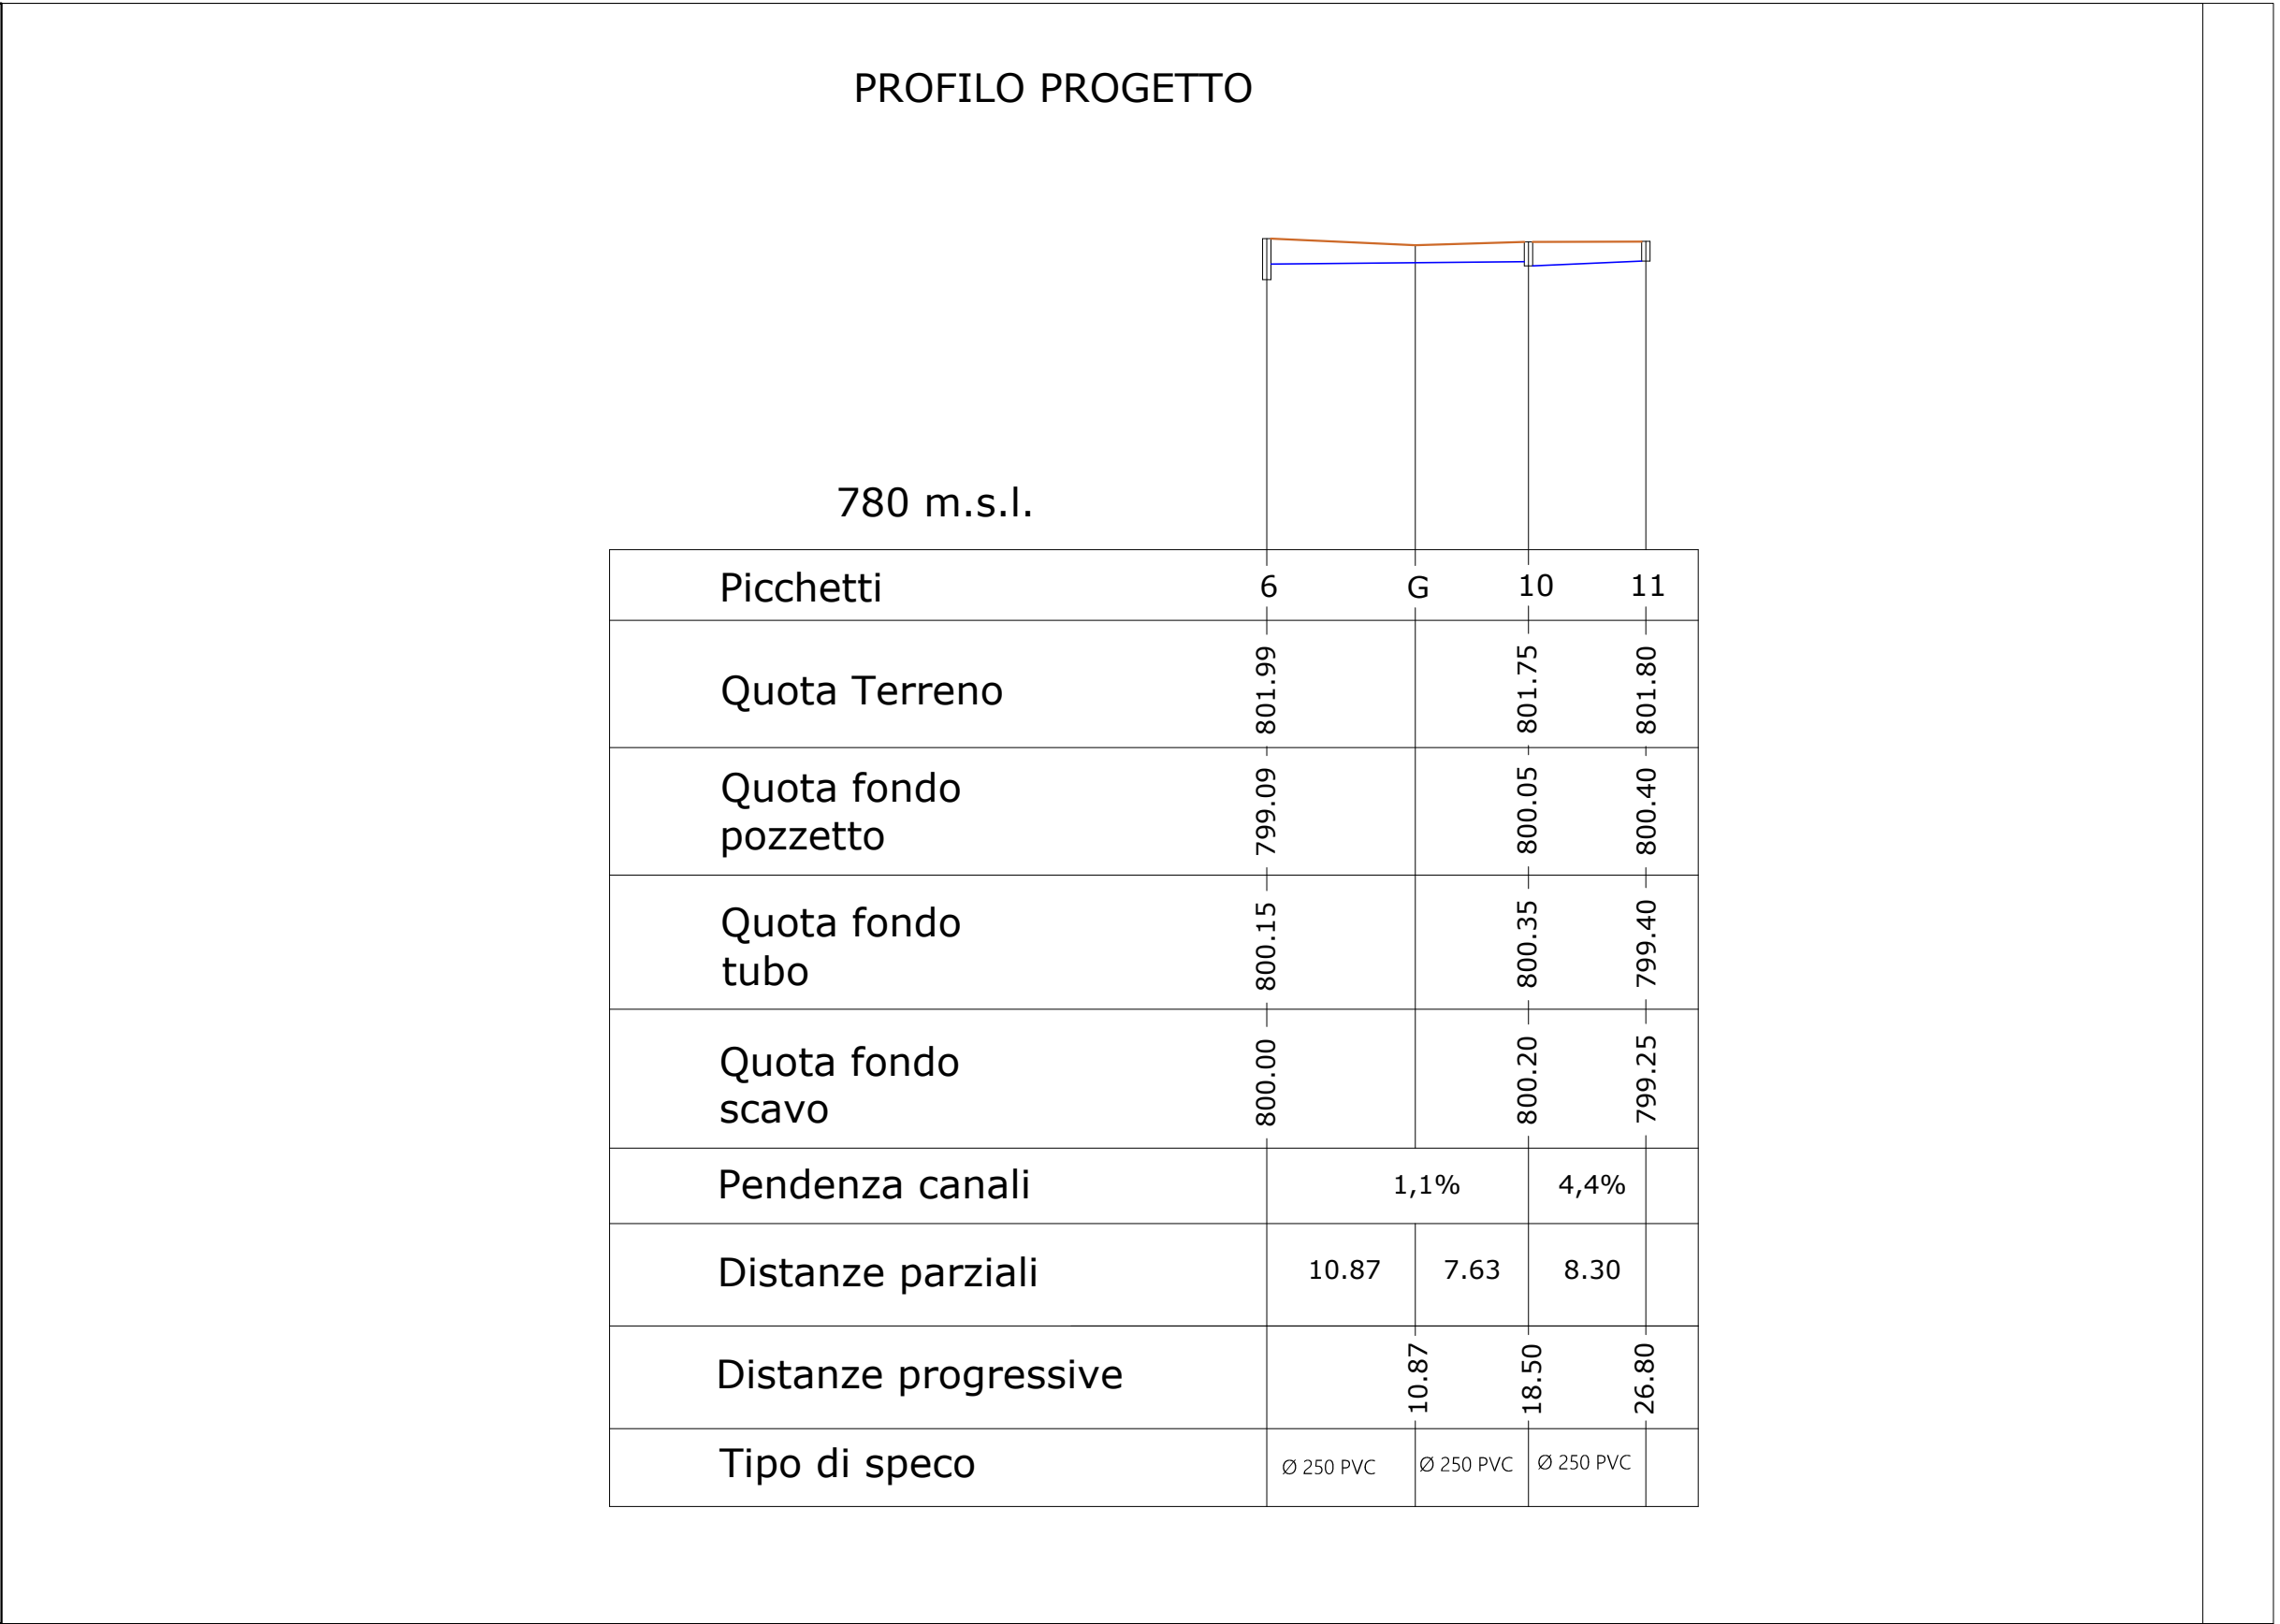 PROFILO PROGETTO
780 m.s.l.
Picchetti 6 G 10 11
Quota Terreno 801.99 801.75 801.80
Quota fondo
pozzetto 799.09 800.05 800.40
Quota fondo
tubo 800.15 800.35 799.40
Quota fondo
scavo 800.00 800.20 799.25
Pendenza canali 1,1% 4,4%
Distanze parziali 10.87 7.63 8.30
Distanze progressive 10.87 18.50 26.80
Tipo di speco Ø 250 PVC Ø 250 PVC Ø 250 PVC